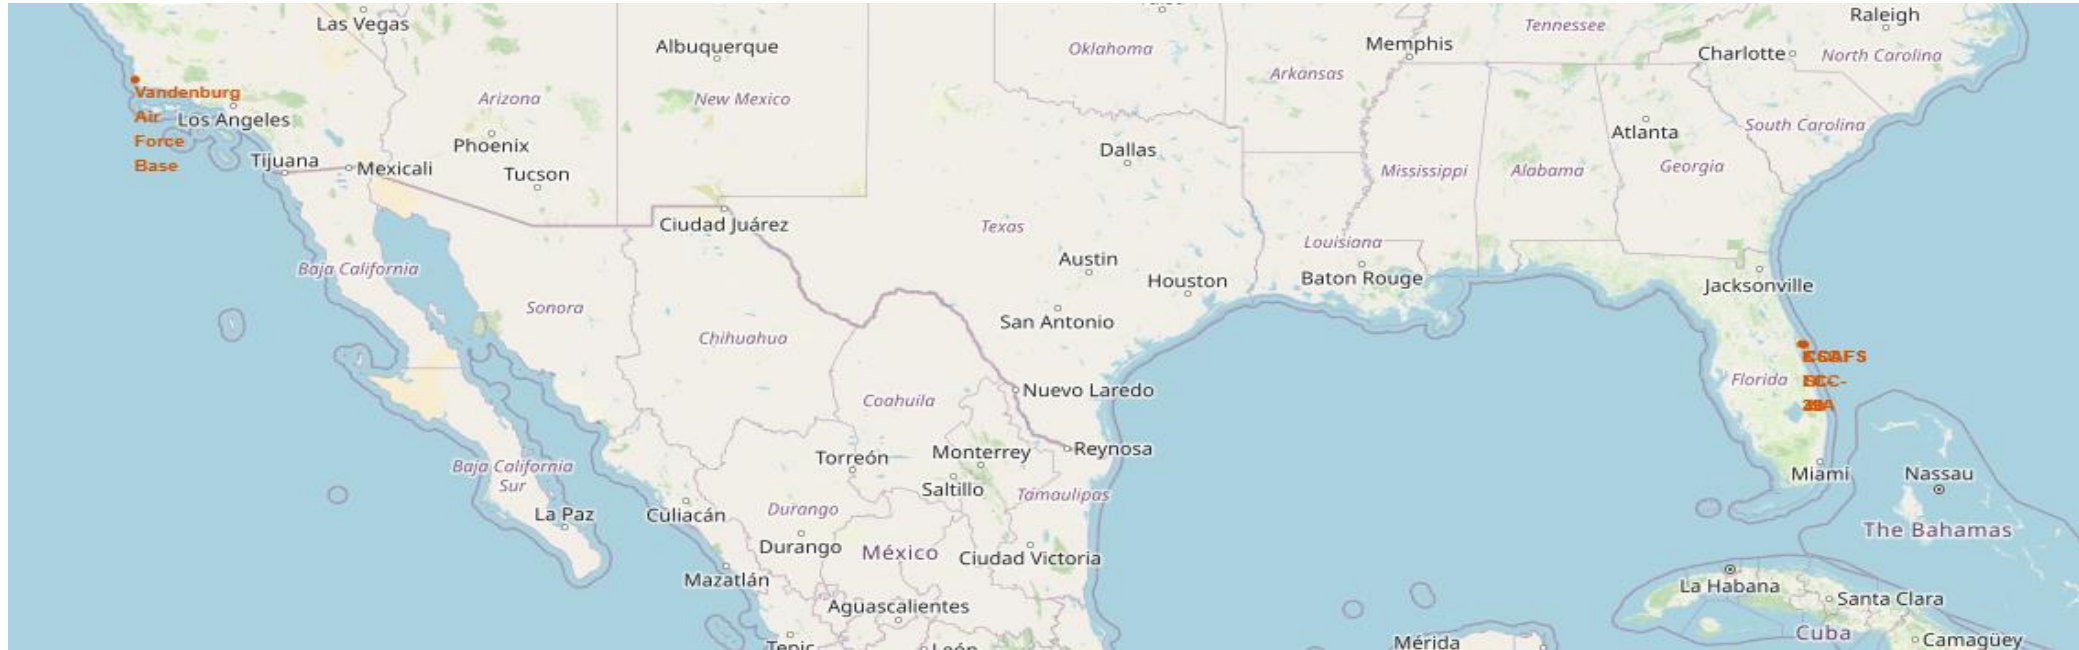 Las Vegas
Albuquerque
Oklahoma
Memphis
Tennessee
Raleigh
Charlotte
North Carolina
Arkansas
Vandenburg
Air
Force
Base
Los Angeles
Arizona
New Mexico
Phoenix
Tucson
Tijuana
Mexicali
Dallas
Atlanta
South Carolina
Mississippi
Alabama
Georgia
Ciudad Juárez
Texas
Louisiana
Austin
Houston
Baton Rouge
Jacksonville
Baja California
Sonora
Chihuahua
San Antonio
Florida
Nuevo Laredo
Coahuila
Reynosa
Torreón
Monterrey
Saltillo
Tamaulipas
Baja California
Sur
La Paz
Culiacán
Durango
Durango
México
Ciudad Victoria
Miami
Nassau
The Bahamas
Mazatlán
Aguascalientes
La Habana
Santa Clara
Cuba
Camagüey
Mérida
Tepic
León